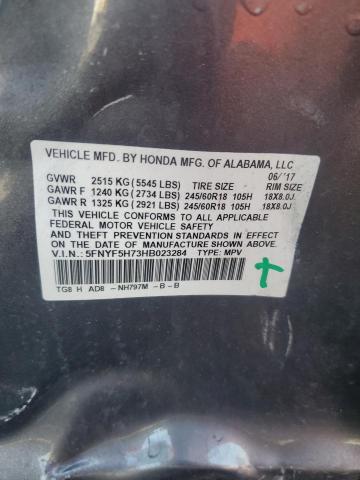 VEHICLE MFD. BY HONDA MFG. OF ALABAMA, LLC
06/'17
GVWR 2515 KG (5545 LBS) TIRE SIZE RIM SIZE
GAWR F 1240 KG (2734 LBS) 245/60R18 105H 18X8.0J
GAWR R 1325 KG (2921 LBS) 245/60R18 105H 18X8.0J
THIS VEHICLE CONFORMS TO ALL APPLICABLE
FEDERAL MOTOR VEHICLE SAFETY
AND THEFT PREVENTION STANDARDS IN EFFECT
ON THE DATE OF MANUFACTURE SHOWN ABOVE.
V.I.N.: 5FNYF5H73HB023284 TYPE: MPV
TG8 H AD8 -NH797M -B-B